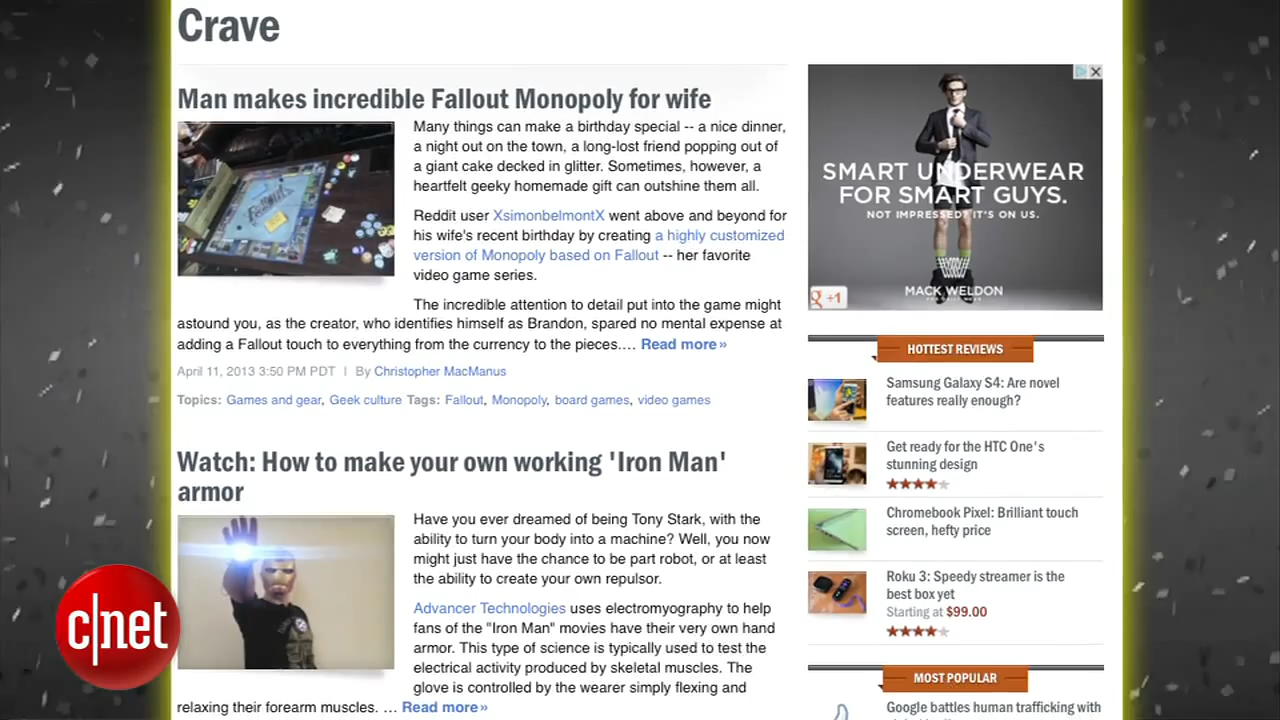 Crave
Man makes incredible Fallout Monopoly for wife
Many things can make a birthday special -- a nice dinner,
a night out on the town, a long-lost friend popping out of
a giant cake decked in glitter. Sometimes, however, a
heartfelt geeky homemade gift can outshine them all.
Reddit user XsimonbelmontX went above and beyond for
his wife's recent birthday by creating a highly customized
version of Monopoly based on Fallout -- her favorite
video game series.
The incredible attention to detail put into the game might
astound you, as the creator, who identifies himself as Brandon, spared no mental expense at
adding a Fallout touch to everything from the currency to the pieces.... Read more »
April 11, 2013 3:50 PM PDT | By Christopher MacManus
Topics: Games and gear, Geek culture Tags: Fallout, Monopoly, board games, video games
Watch: How to make your own working 'Iron Man'
armor
Have you ever dreamed of being Tony Stark, with the
ability to turn your body into a machine? Well, you now
might just have the chance to be part robot, or at least
the ability to create your own repulsor.
Advancer Technologies uses electromyography to help
fans of the "Iron Man" movies have their very own hand
armor. This type of science is typically used to test the
electrical activity produced by skeletal muscles. The
glove is controlled by the wearer simply flexing and
relaxing their forearm muscles. ... Read more »
c|net
SMART UNDERWEAR
FOR SMART GUYS.
NOT IMPRESSED? IT'S ON US.
MACK WELDON
g +1
HOTTEST REVIEWS
Samsung Galaxy S4: Are novel
features really enough?
Get ready for the HTC One's
stunning design
Chromebook Pixel: Brilliant touch
screen, hefty price
Roku 3: Speedy streamer is the
best box yet
Starting at $99.00
MOST POPULAR
Google battles human trafficking with